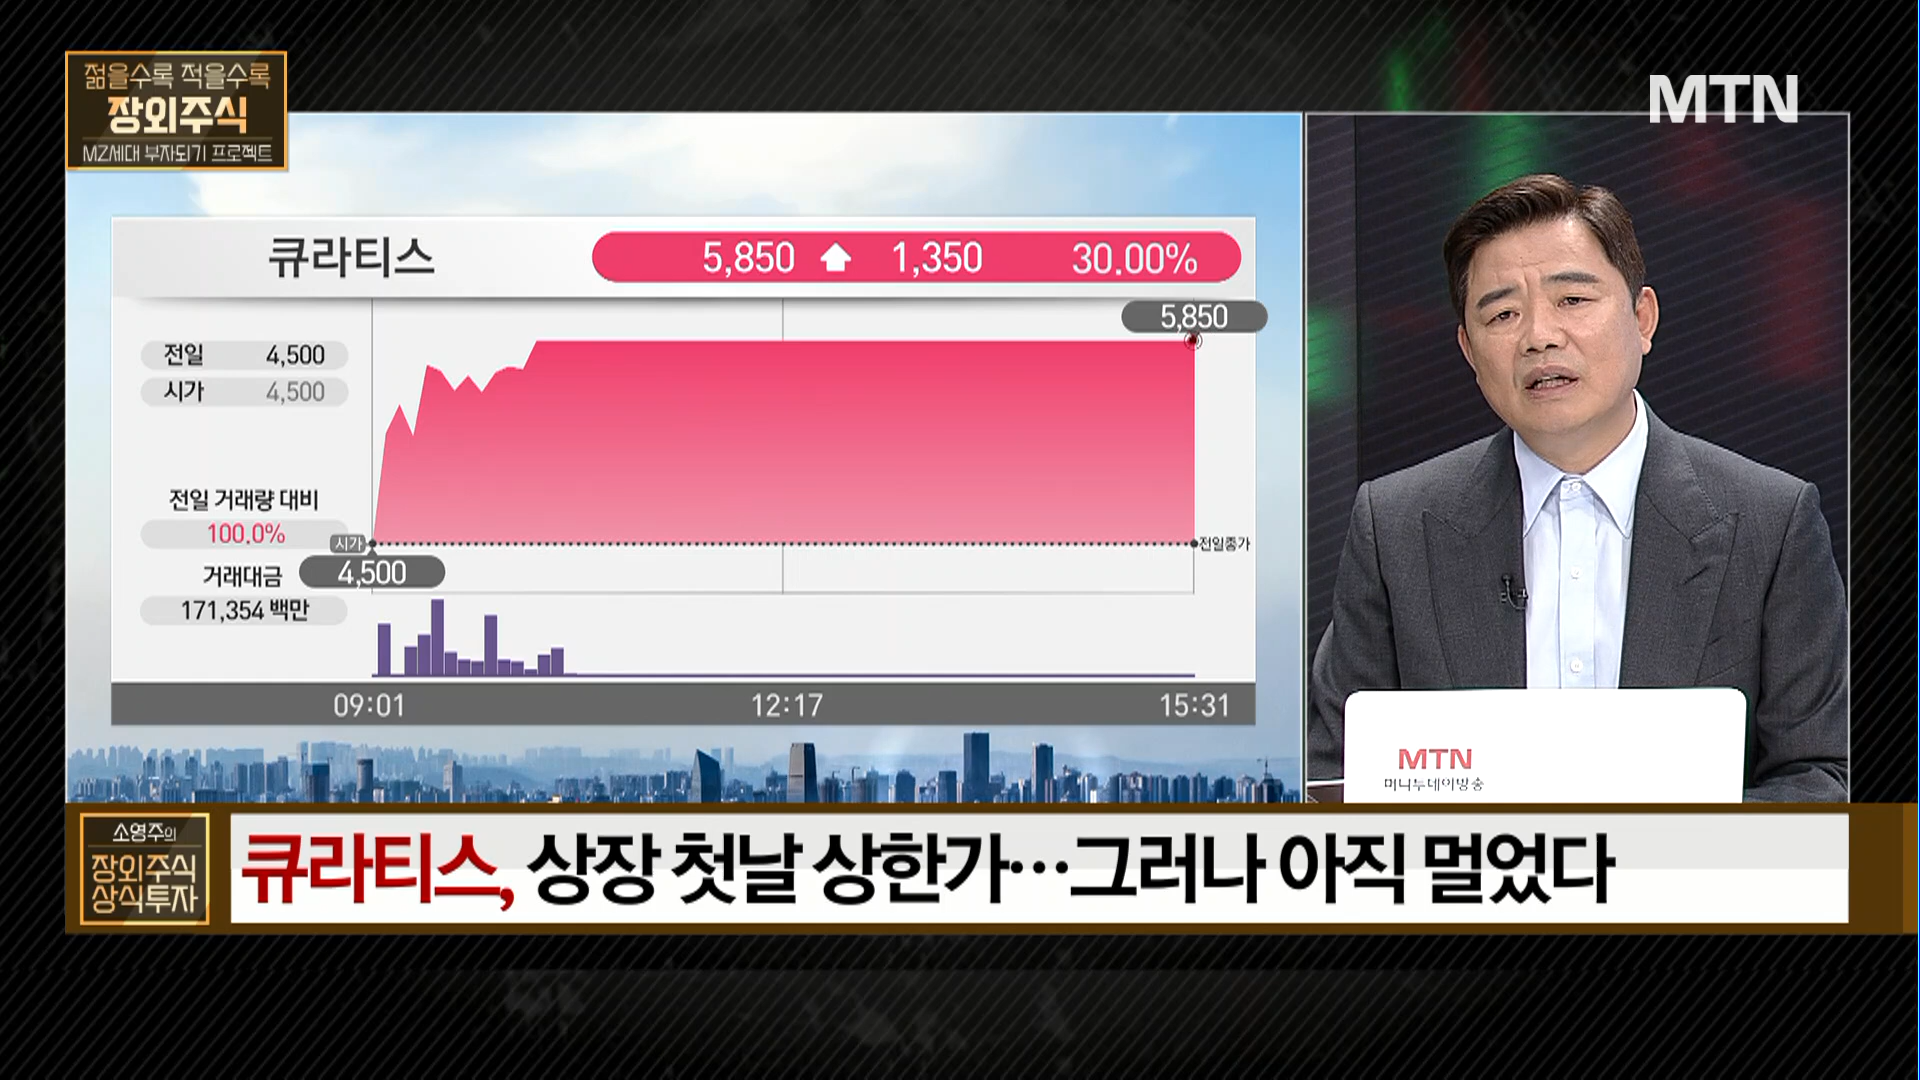 젊을수록 적을수록
장외주식
MZ세대 부자되기 프로젝트
MTN
큐라티스
5,850 1,350 30.00%
5,850
전일 4,500
시가 4,500
전일 거래량 대비
100.0%
시가
전일종가
거래대금
4,500
171,354 백만
09:01 12:17 15:31
MTN
머니투데이방송
소영주의
장외주식
상식투자
큐라티스, 상장 첫날 상한가…그러나 아직 멀었다